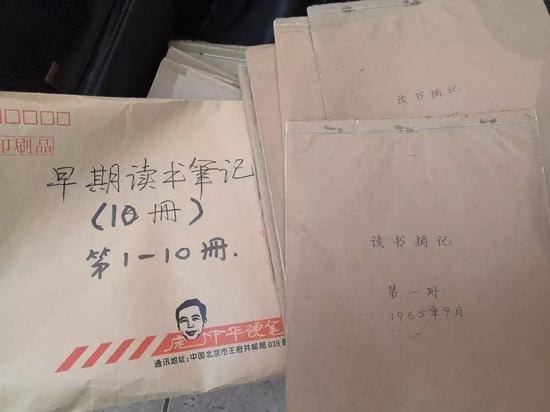 印刷品
早期读书筆记
(10册)
第1-10册.
中华硬笔
通讯地址:中国北京市王府井邮局039
读书摘记
读书摘记
第一册
1965年9月